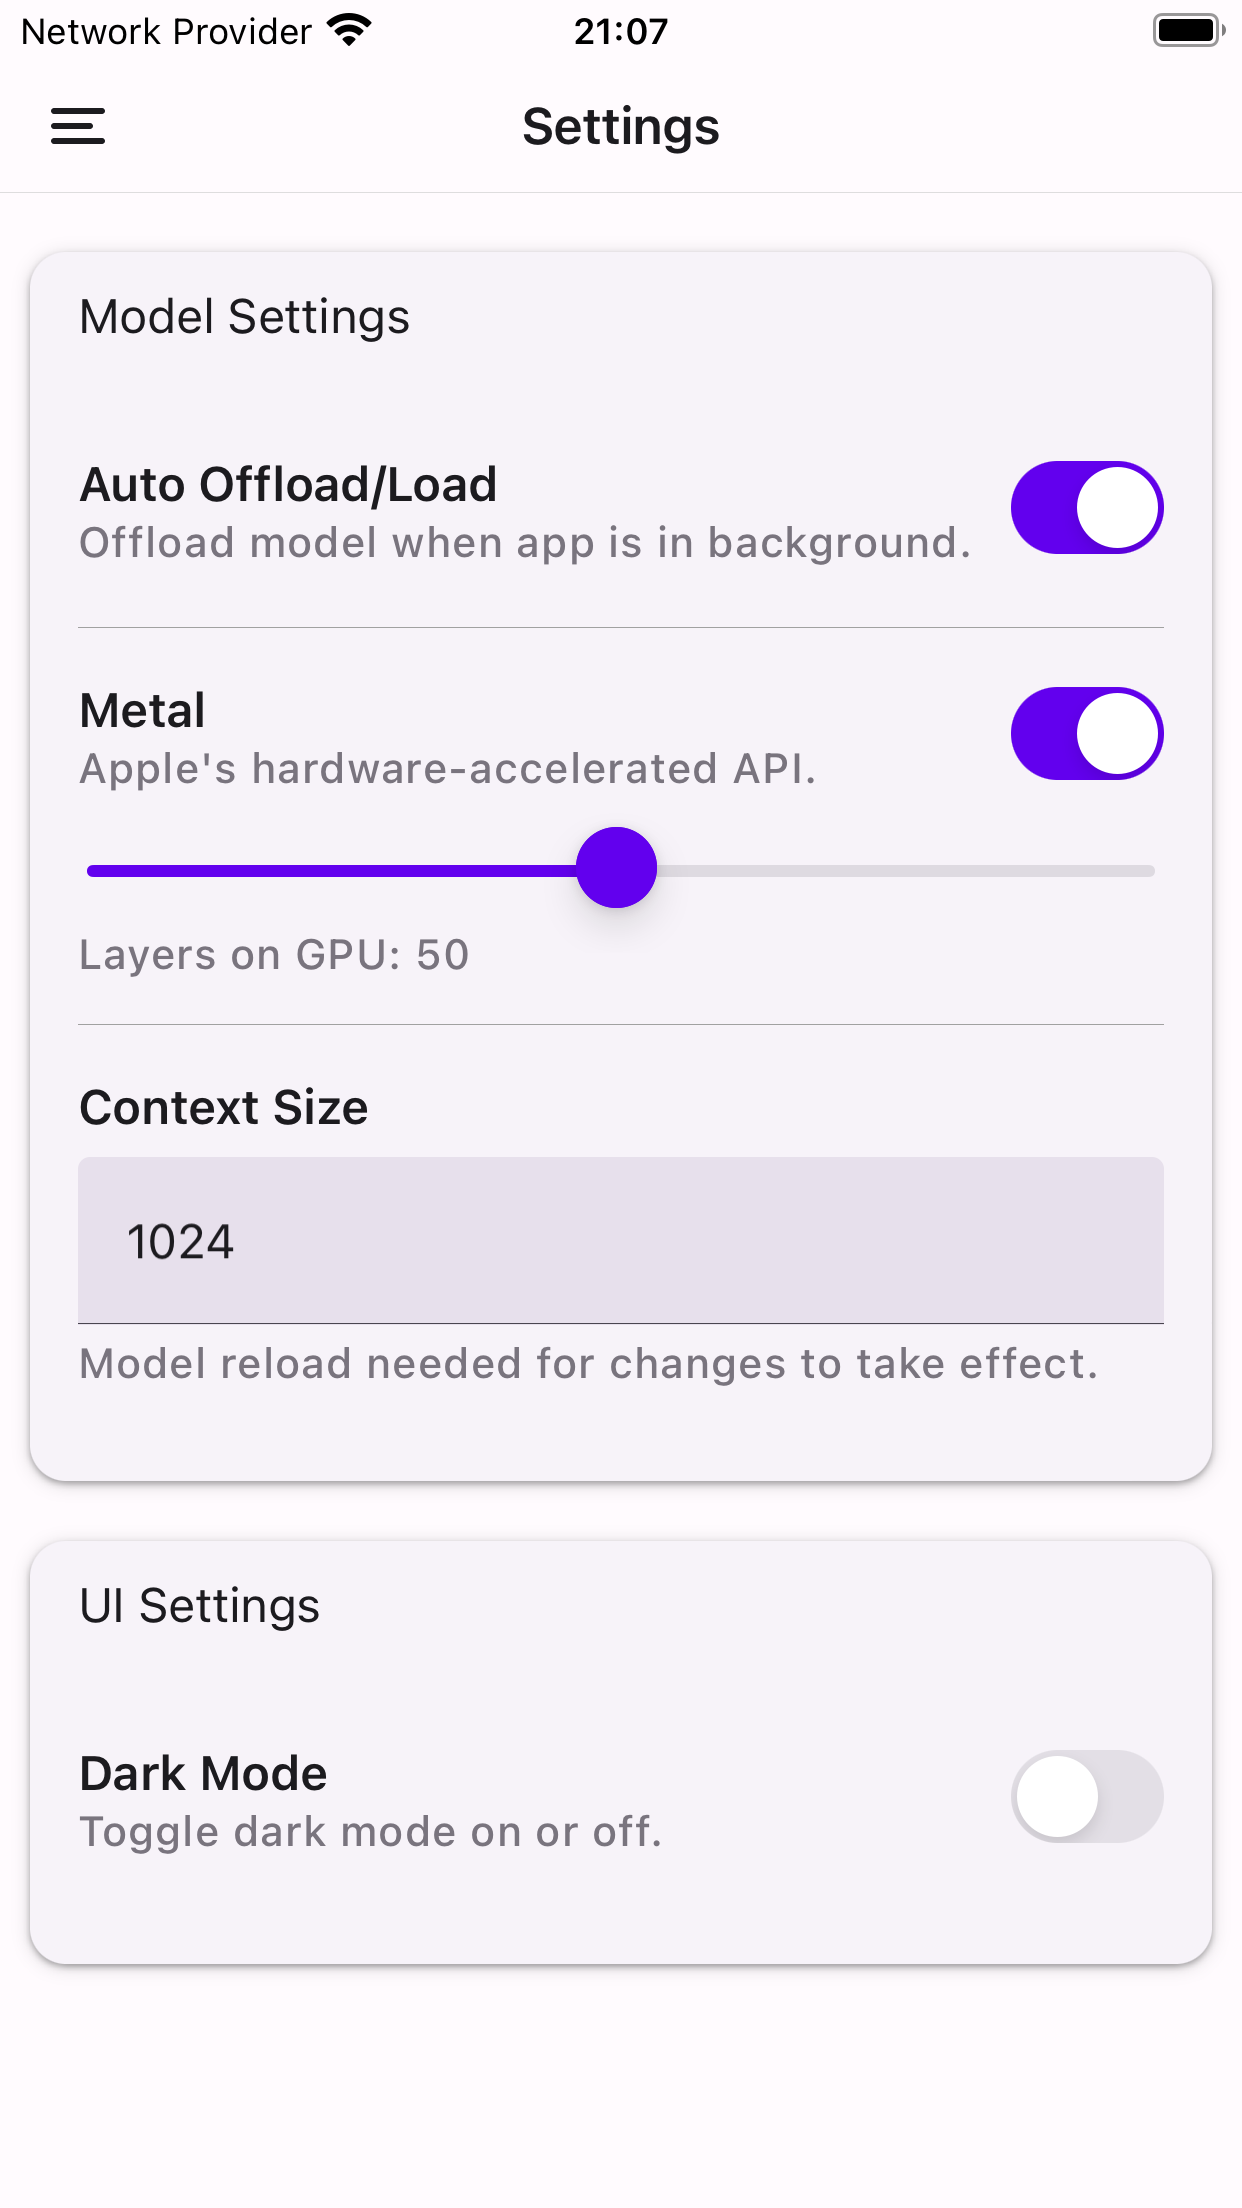 Network Provider
21:07
Settings
Model Settings
Auto Offload/Load
Offload model when app is in background.
Metal
Apple's hardware-accelerated API.
Layers on GPU: 50
Context Size
1024
Model reload needed for changes to take effect.
UI Settings
Dark Mode
Toggle dark mode on or off.